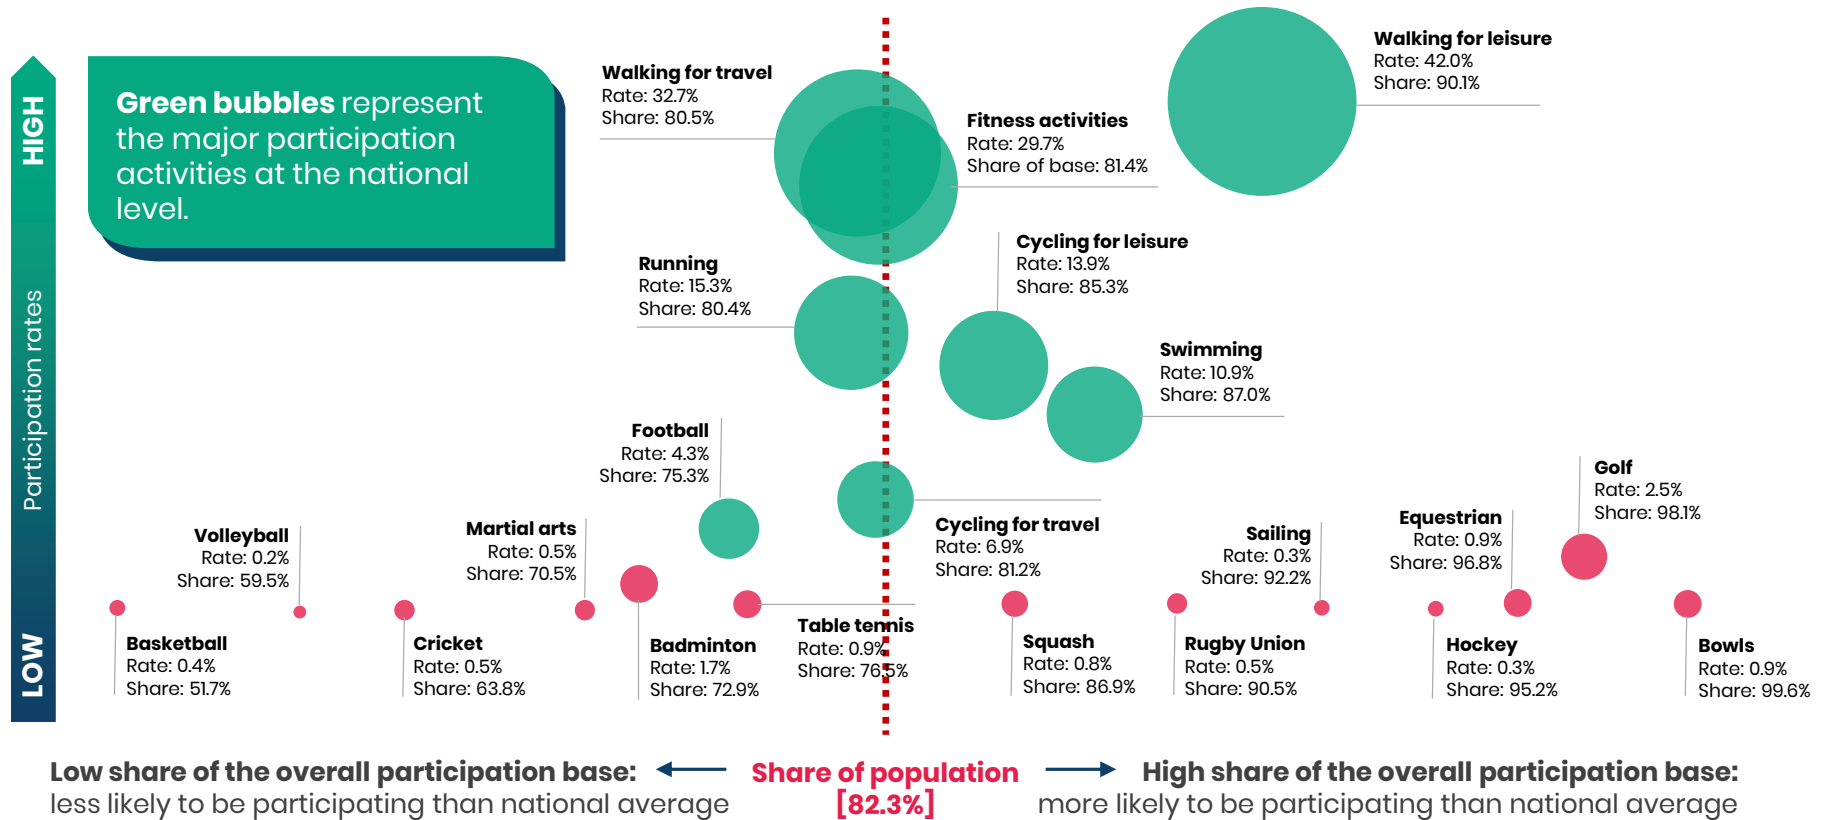 HIGH
Participation rates
LOW
Green bubbles represent
the major participation
activities at the national
level.
Walking for travel
Rate: 32.7%
Share: 80.5%
Fitness activities
Rate: 29.7%
Share of base: 81.4%
Walking for leisure
Rate: 42.0%
Share: 90.1%
Running
Rate: 15.3%
Share: 80.4%
Cycling for leisure
Rate: 13.9%
Share: 85.3%
Swimming
Rate: 10.9%
Share: 87.0%
Football
Rate: 4.3%
Share: 75.3%
Cycling for travel
Rate: 6.9%
Share: 81.2%
Golf
Rate: 2.5%
Share: 98.1%
Volleyball
Rate: 0.2%
Share: 59.5%
Martial arts
Rate: 0.5%
Share: 70.5%
Sailing
Rate: 0.3%
Share: 92.2%
Equestrian
Rate: 0.9%
Share: 96.8%
Basketball
Rate: 0.4%
Share: 51.7%
Cricket
Rate: 0.5%
Share: 63.8%
Badminton
Rate: 1.7%
Share: 72.9%
Table tennis
Rate: 0.9%
Share: 76.5%
Squash
Rate: 0.8%
Share: 86.9%
Rugby Union
Rate: 0.5%
Share: 90.5%
Hockey
Rate: 0.3%
Share: 95.2%
Bowls
Rate: 0.9%
Share: 99.6%
Low share of the overall participation base:
less likely to be participating than national average
Share of population
[82.3%]
High share of the overall participation base:
more likely to be participating than national average